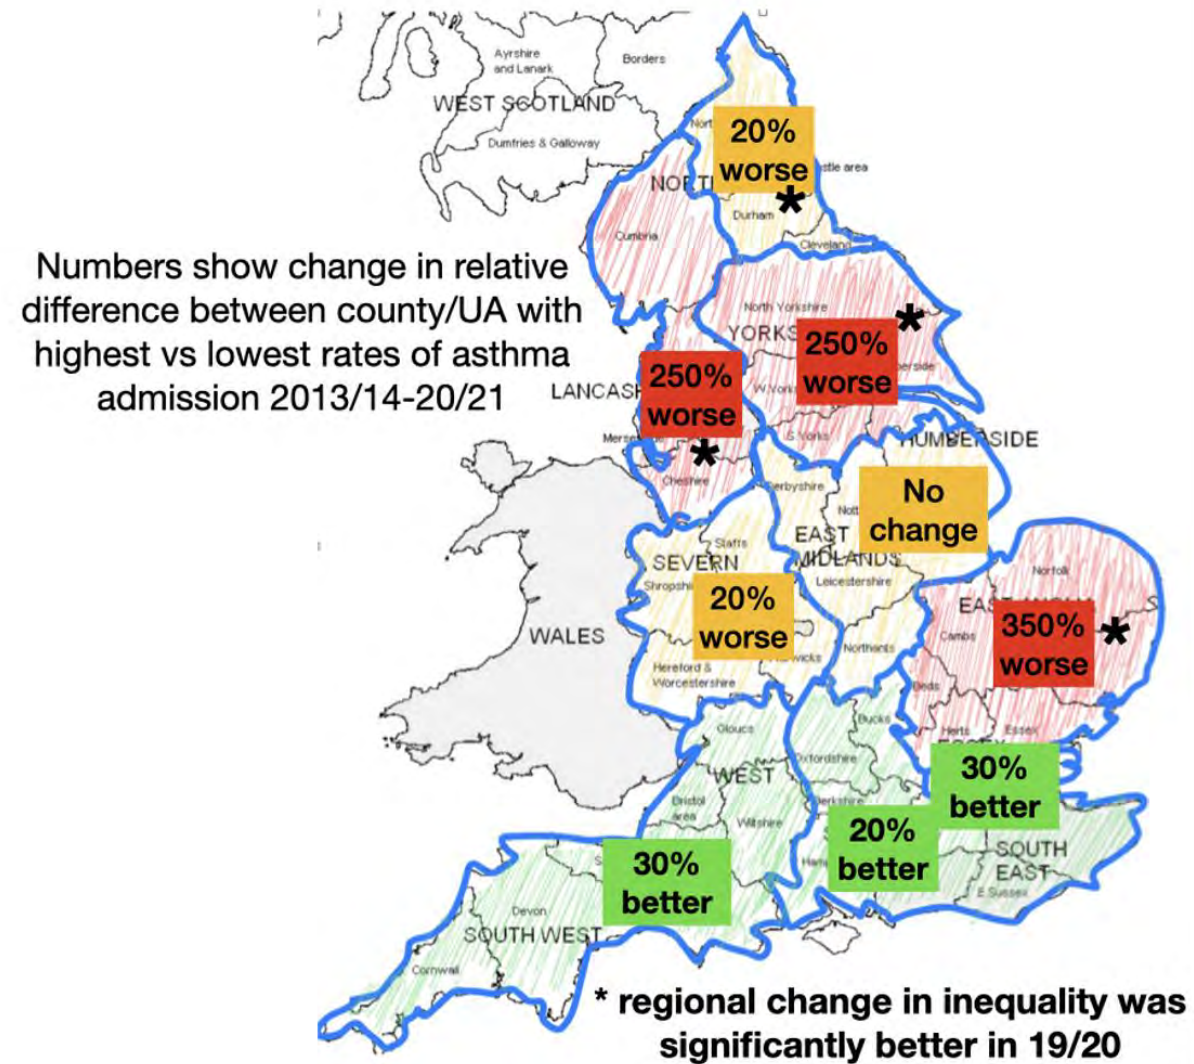 Ayrshire
and Lanark
Borders
WEST SCOTLAND
Dumfries & Galloway
20%
worse
Durham
Cleveland
Cumbria
Numbers show change in relative
difference between county/UA with
highest vs lowest rates of asthma
admission 2013/14-20/21
North Yorkshire
250%
worse
*
250%
worse
*
S.Yorks
HUMBERSIDE
Cheshire
No
change
EAST
MIDLANDS
Leicestershire
Staffs
SEVERN
20%
worse
Hereford &
Worcestershire
Northants
WALES
Norfolk
Cambs
350%
worse
*
Beds
Herts
Essex
Bucks
Oxfordshire
Gloucs
WEST
Bristol
area
Wiltshire
Berkshire
30%
better
20%
better
30%
better
SOUTH
EAST
E.Sussex
Devon
SOUTH WEST
Cornwall
* regional change in inequality was
significantly better in 19/20